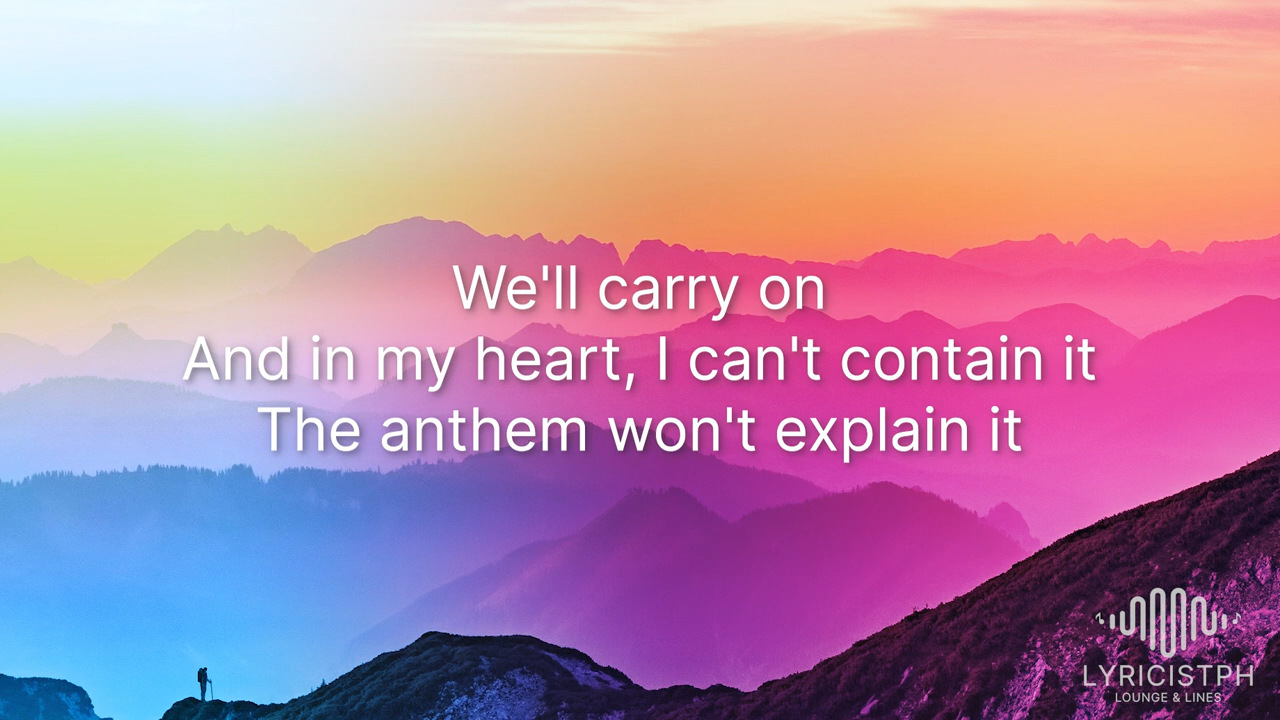 We'll carry on
And in my heart, I can't contain it
The anthem won't explain it
LYRICISTPH
LOUNGE & LINES